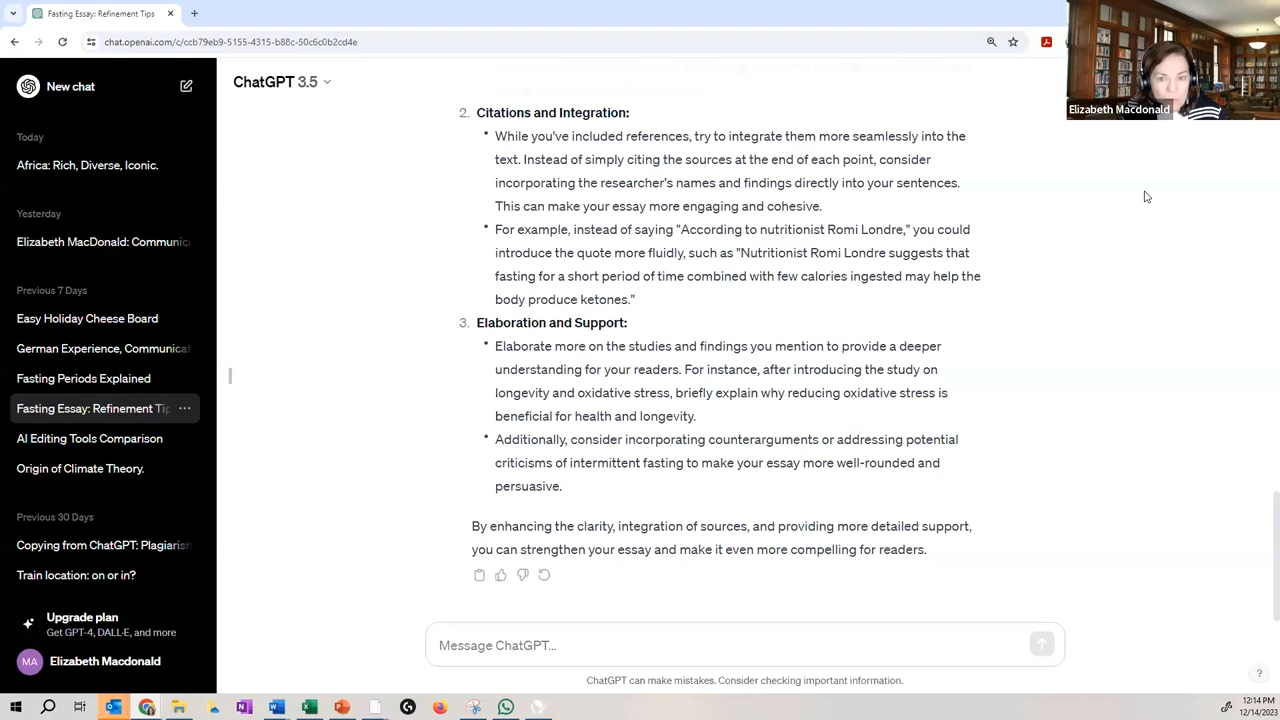 Fasting Essay: Refinement Tips
chat.openai.com/c/ccb79eb9-5155-4315-b88c-50c6c0b2cd4e
New chat
Today
Africa: Rich, Diverse, Iconic.
Yesterday
Elizabeth MacDonald: Communica
Previous 7 Days
Easy Holiday Cheese Board
German Experience, Communicat
Fasting Periods Explained
Fasting Essay: Refinement Tip
AI Editing Tools Comparison
Origin of Climate Theory.
Previous 30 Days
Copying from ChatGPT: Plagiarism
Train location: on or in?
Upgrade plan
Get GPT-4, DALL·E, and more
MA
Elizabeth Macdonald
ChatGPT 3.5
2. Citations and Integration:
• While you've included references, try to integrate them more seamlessly into the
text. Instead of simply citing the sources at the end of each point, consider
incorporating the researcher's names and findings directly into your sentences.
This can make your essay more engaging and cohesive.
• For example, instead of saying "According to nutritionist Romi Londre," you could
introduce the quote more fluidly, such as "Nutritionist Romi Londre suggests that
fasting for a short period of time combined with few calories ingested may help the
body produce ketones."
3. Elaboration and Support:
• Elaborate more on the studies and findings you mention to provide a deeper
understanding for your readers. For instance, after introducing the study on
longevity and oxidative stress, briefly explain why reducing oxidative stress is
beneficial for health and longevity.
• Additionally, consider incorporating counterarguments or addressing potential
criticisms of intermittent fasting to make your essay more well-rounded and
persuasive.
By enhancing the clarity, integration of sources, and providing more detailed support,
you can strengthen your essay and make it even more compelling for readers.
Message ChatGPT...
ChatGPT can make mistakes. Consider checking important information.
?
Elizabeth Macdonald
12:14 PM
12/14/2023